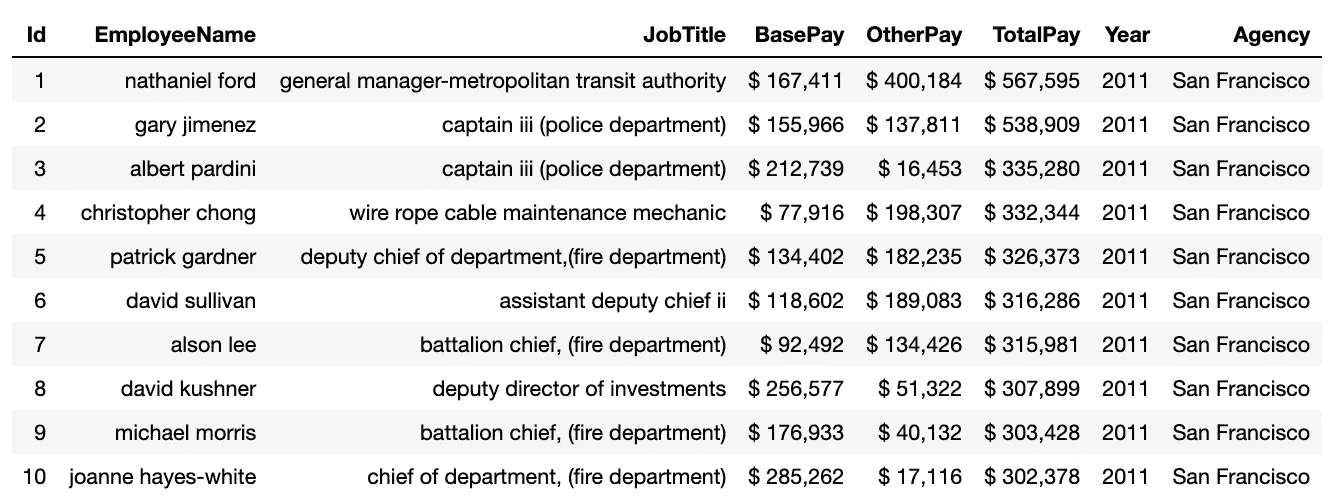 Id EmployeeName JobTitle BasePay OtherPay TotalPay Year Agency
1 nathaniel ford general manager-metropolitan transit authority $ 167,411 $ 400,184 $ 567,595 2011 San Francisco
2 gary jimenez captain iii (police department) $ 155,966 $ 137,811 $ 538,909 2011 San Francisco
3 albert pardini captain iii (police department) $ 212,739 $ 16,453 $ 335,280 2011 San Francisco
4 christopher chong wire rope cable maintenance mechanic $ 77,916 $ 198,307 $ 332,344 2011 San Francisco
5 patrick gardner deputy chief of department,(fire department) $ 134,402 $ 182,235 $ 326,373 2011 San Francisco
6 david sullivan assistant deputy chief ii $ 118,602 $ 189,083 $ 316,286 2011 San Francisco
7 alson lee battalion chief, (fire department) $ 92,492 $ 134,426 $ 315,981 2011 San Francisco
8 david kushner deputy director of investments $ 256,577 $ 51,322 $ 307,899 2011 San Francisco
9 michael morris battalion chief, (fire department) $ 176,933 $ 40,132 $ 303,428 2011 San Francisco
10 joanne hayes-white chief of department, (fire department) $ 285,262 $ 17,116 $ 302,378 2011 San Francisco